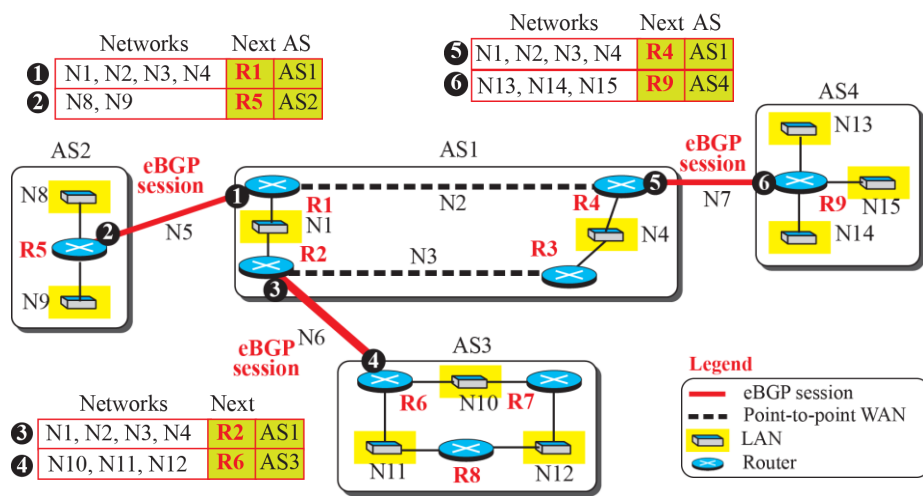 Networks Next AS
1 N1, N2, N3, N4 R1 AS1
2 N8, N9 R5 AS2
Networks Next AS
5 N1, N2, N3, N4 R4 AS1
6 N13, N14, N15 R9 AS4
AS2
eBGP
session
N8
R5
2
N9
N5
AS1
1
R1
N1
R2
3
N2
N3
R4
5
R3
N4
eBGP
session
N7
AS4
N13
6
R9
N15
N14
N6
eBGP
session
AS3
4
R6
N10
R7
N11
R8
N12
Networks Next
3 N1, N2, N3, N4 R2 AS1
4 N10, N11, N12 R6 AS3
Legend
eBGP session
Point-to-point WAN
LAN
Router